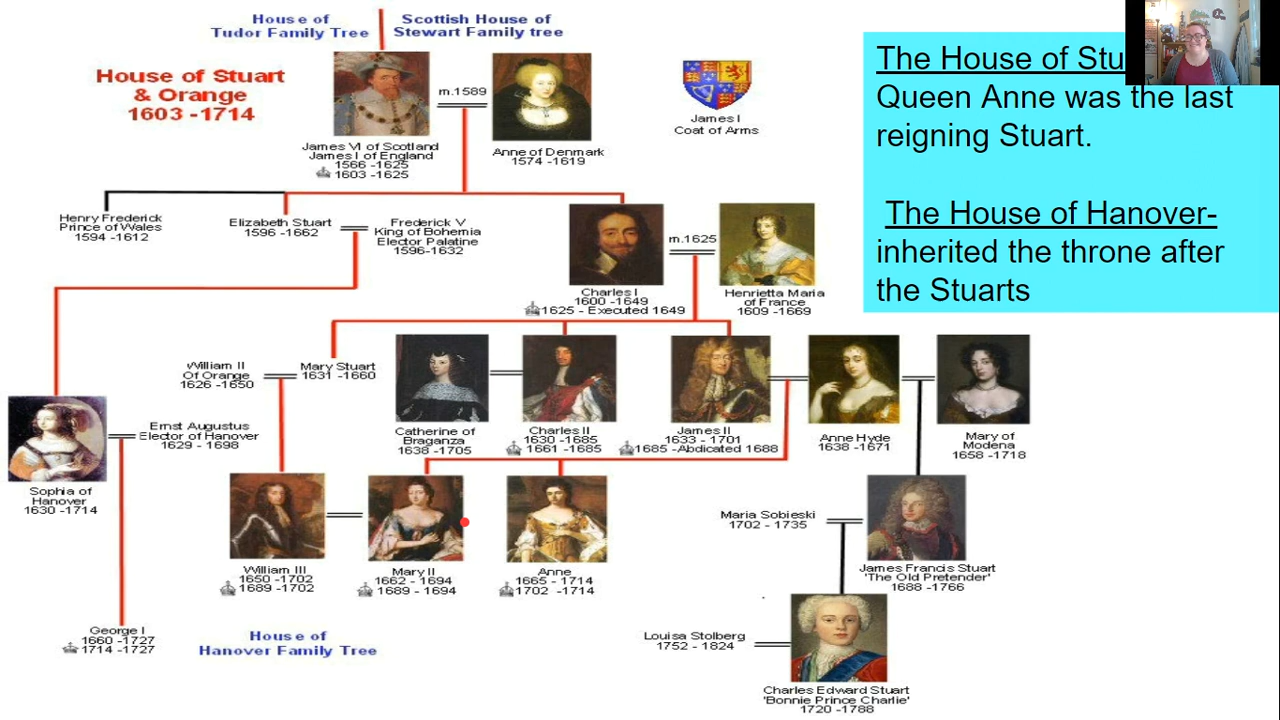 House of
Tudor Family Tree
Scottish House of
Stewart Family tree
House of Stuart
& Orange
1603 -1714
m.1589
James VI of Scotland
James I of England
1566 -1625
1603 -1625
Anne of Denmark
1574 -1619
James I
Coat of Arms
The House of Stu
Queen Anne was the last
reigning Stuart.
The House of Hanover-
inherited the throne after
the Stuarts
Henry Frederick
Prince of Wales
1594 -1612
Elizabeth Stuart
1596 -1662
Frederick V
King of Bohemia
Elector Palatine
1596-1632
m.1625
Charles I
1600 -1649
1625 - Executed 1649
Henrietta Maria
of France
1609 -1669
William II
Of Orange
1626 -1650
Mary Stuart
1631 -1660
Catherine of
Braganza
1638 -1705
Charles II
1630 -1685
1661 -1685
James II
1633 - 1701
1685 -Abdicated 1688
Anne Hyde
1638 -1671
Mary of
Modena
1658 -1718
Ernst Augustus
Elector of Hanover
1629 - 1698
Sophia of
Hanover
1630 -1714
William III
1650 -1702
1689 -1702
Mary II
1662 - 1694
1689 - 1694
Anne
1665 - 1714
1702 -1714
Maria Sobieski
1702 - 1735
James Francis Stuart
'The Old Pretender'
1688 -1766
George I
1660 -1727
1714 -1727
House of
Hanover Family Tree
Louisa Stolberg
1752 - 1824
Charles Edward Stuart
'Bonnie Prince Charlie'
1720 -1788